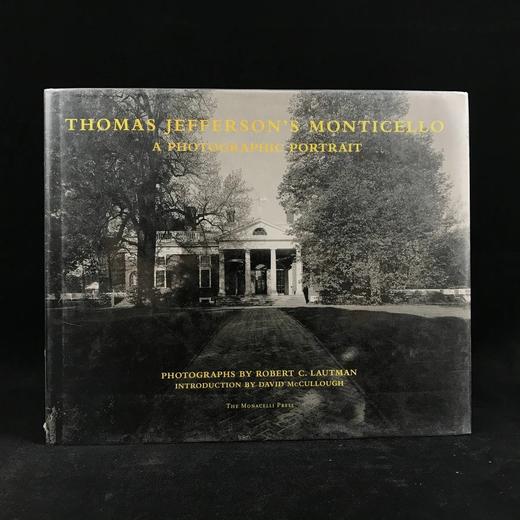 THOMAS JEFFERSON'S MONTICELLO
A PHOTOGRAPHIC PORTRAIT
PHOTOGRAPHS BY ROBERT C. LAUTMAN
INTRODUCTION BY DAVID McCULLOUGH
THE MONACELLI PRESS